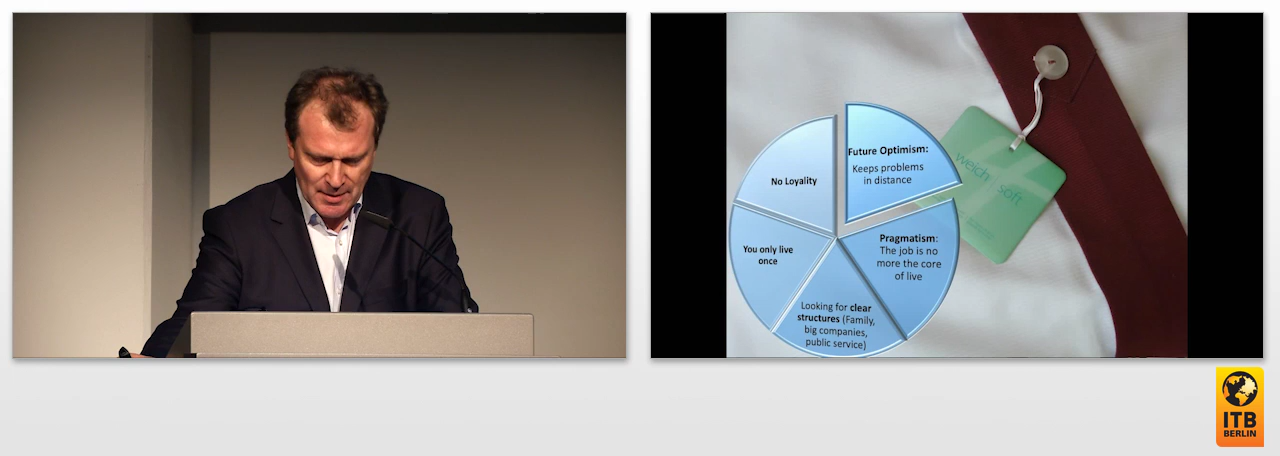 Future Optimism:
Keeps problems
in distance
No Loyality
Pragmatism:
The job is no
more the core
of live
You only live
once
Looking for clear
structures (Family,
big companies,
public service)
weich soft
ITB
BERLIN